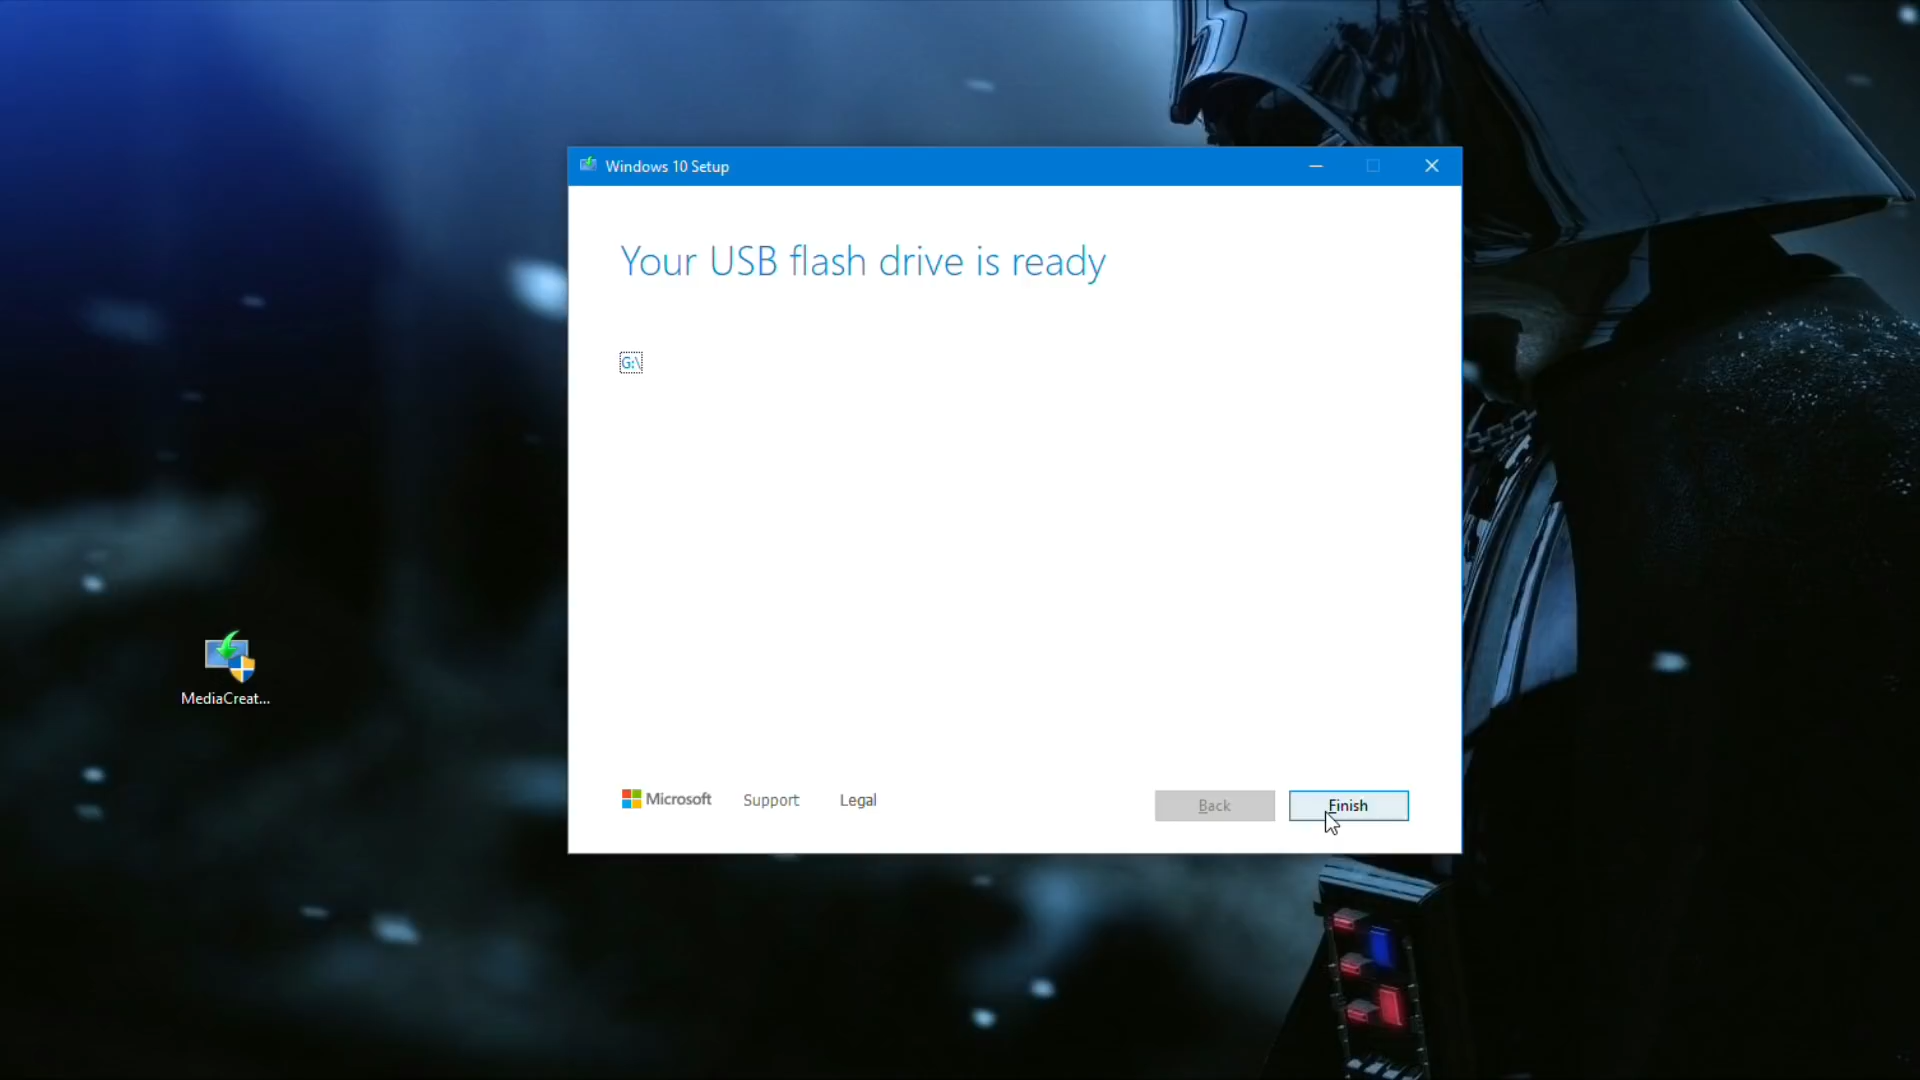 Windows 10 Setup
Your USB flash drive is ready
G:\
MediaCreat...
Microsoft
Support
Legal
Back
Finish